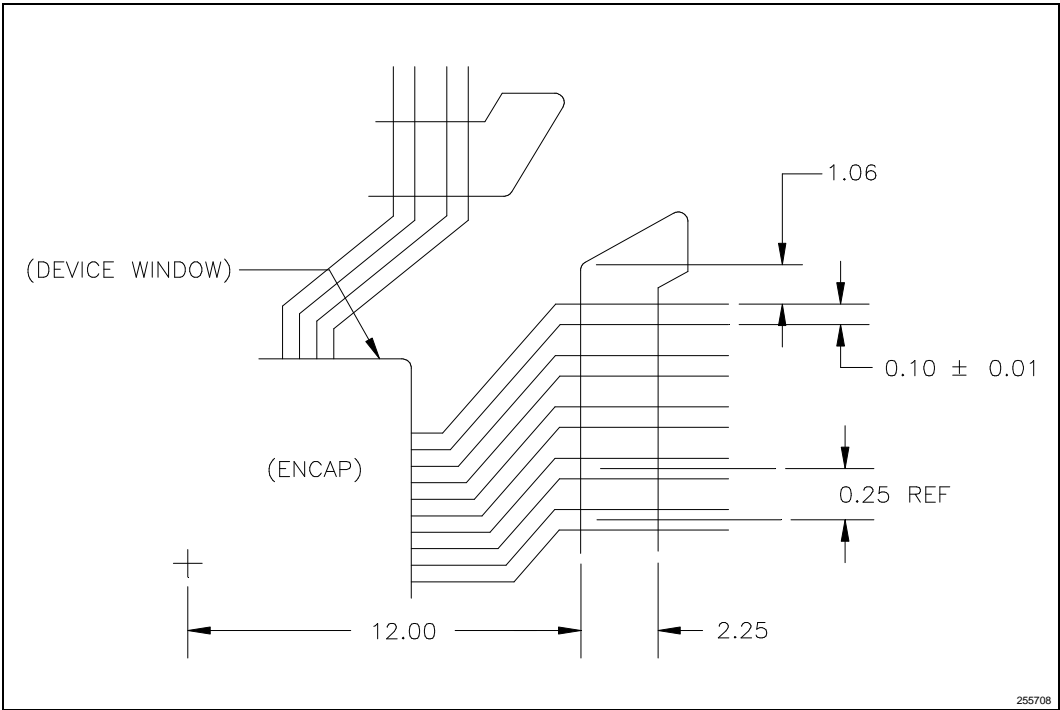 1.06
(DEVICE WINDOW)
0.10 ± 0.01
(ENCAP)
0.25 REF
12.00
2.25
255708